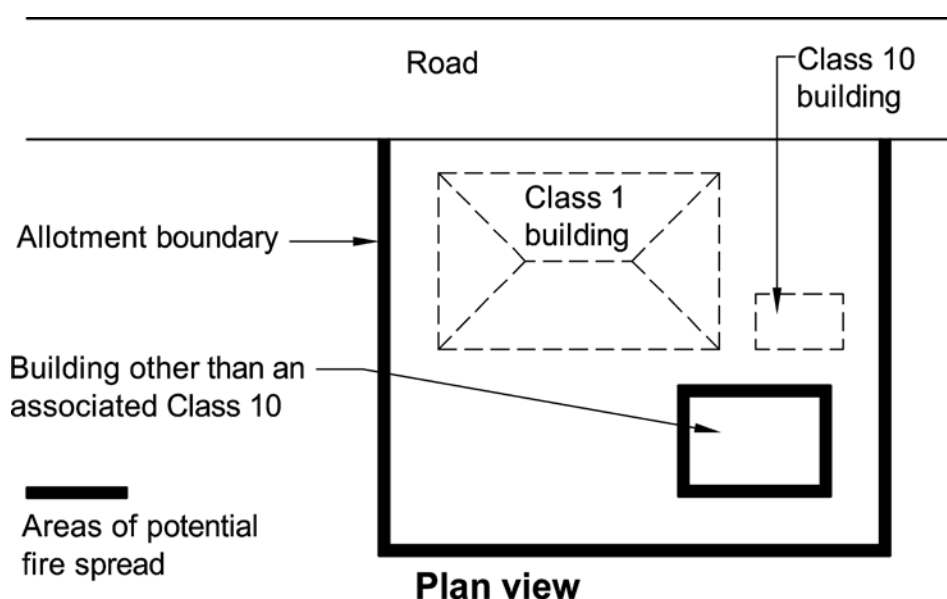 Road
Class 10
building
Class 1
building
Allotment boundary
Building other than an
associated Class 10
Areas of potential
fire spread
Plan view